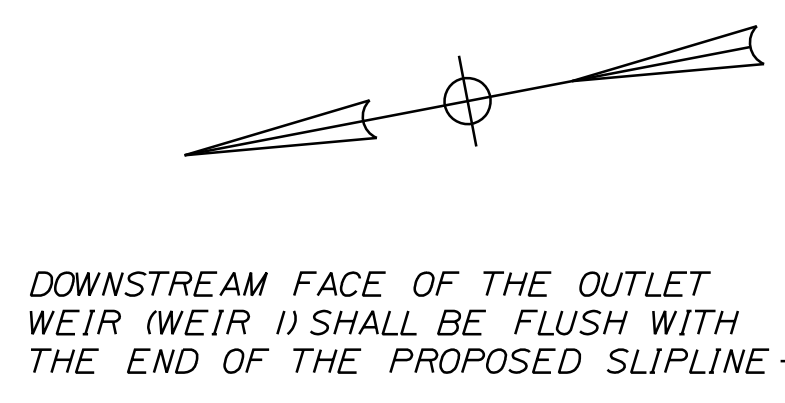 DOWNSTREAM FACE OF THE OUTLET
WEIR (WEIR 1) SHALL BE FLUSH WITH
THE END OF THE PROPOSED SLIPLINE